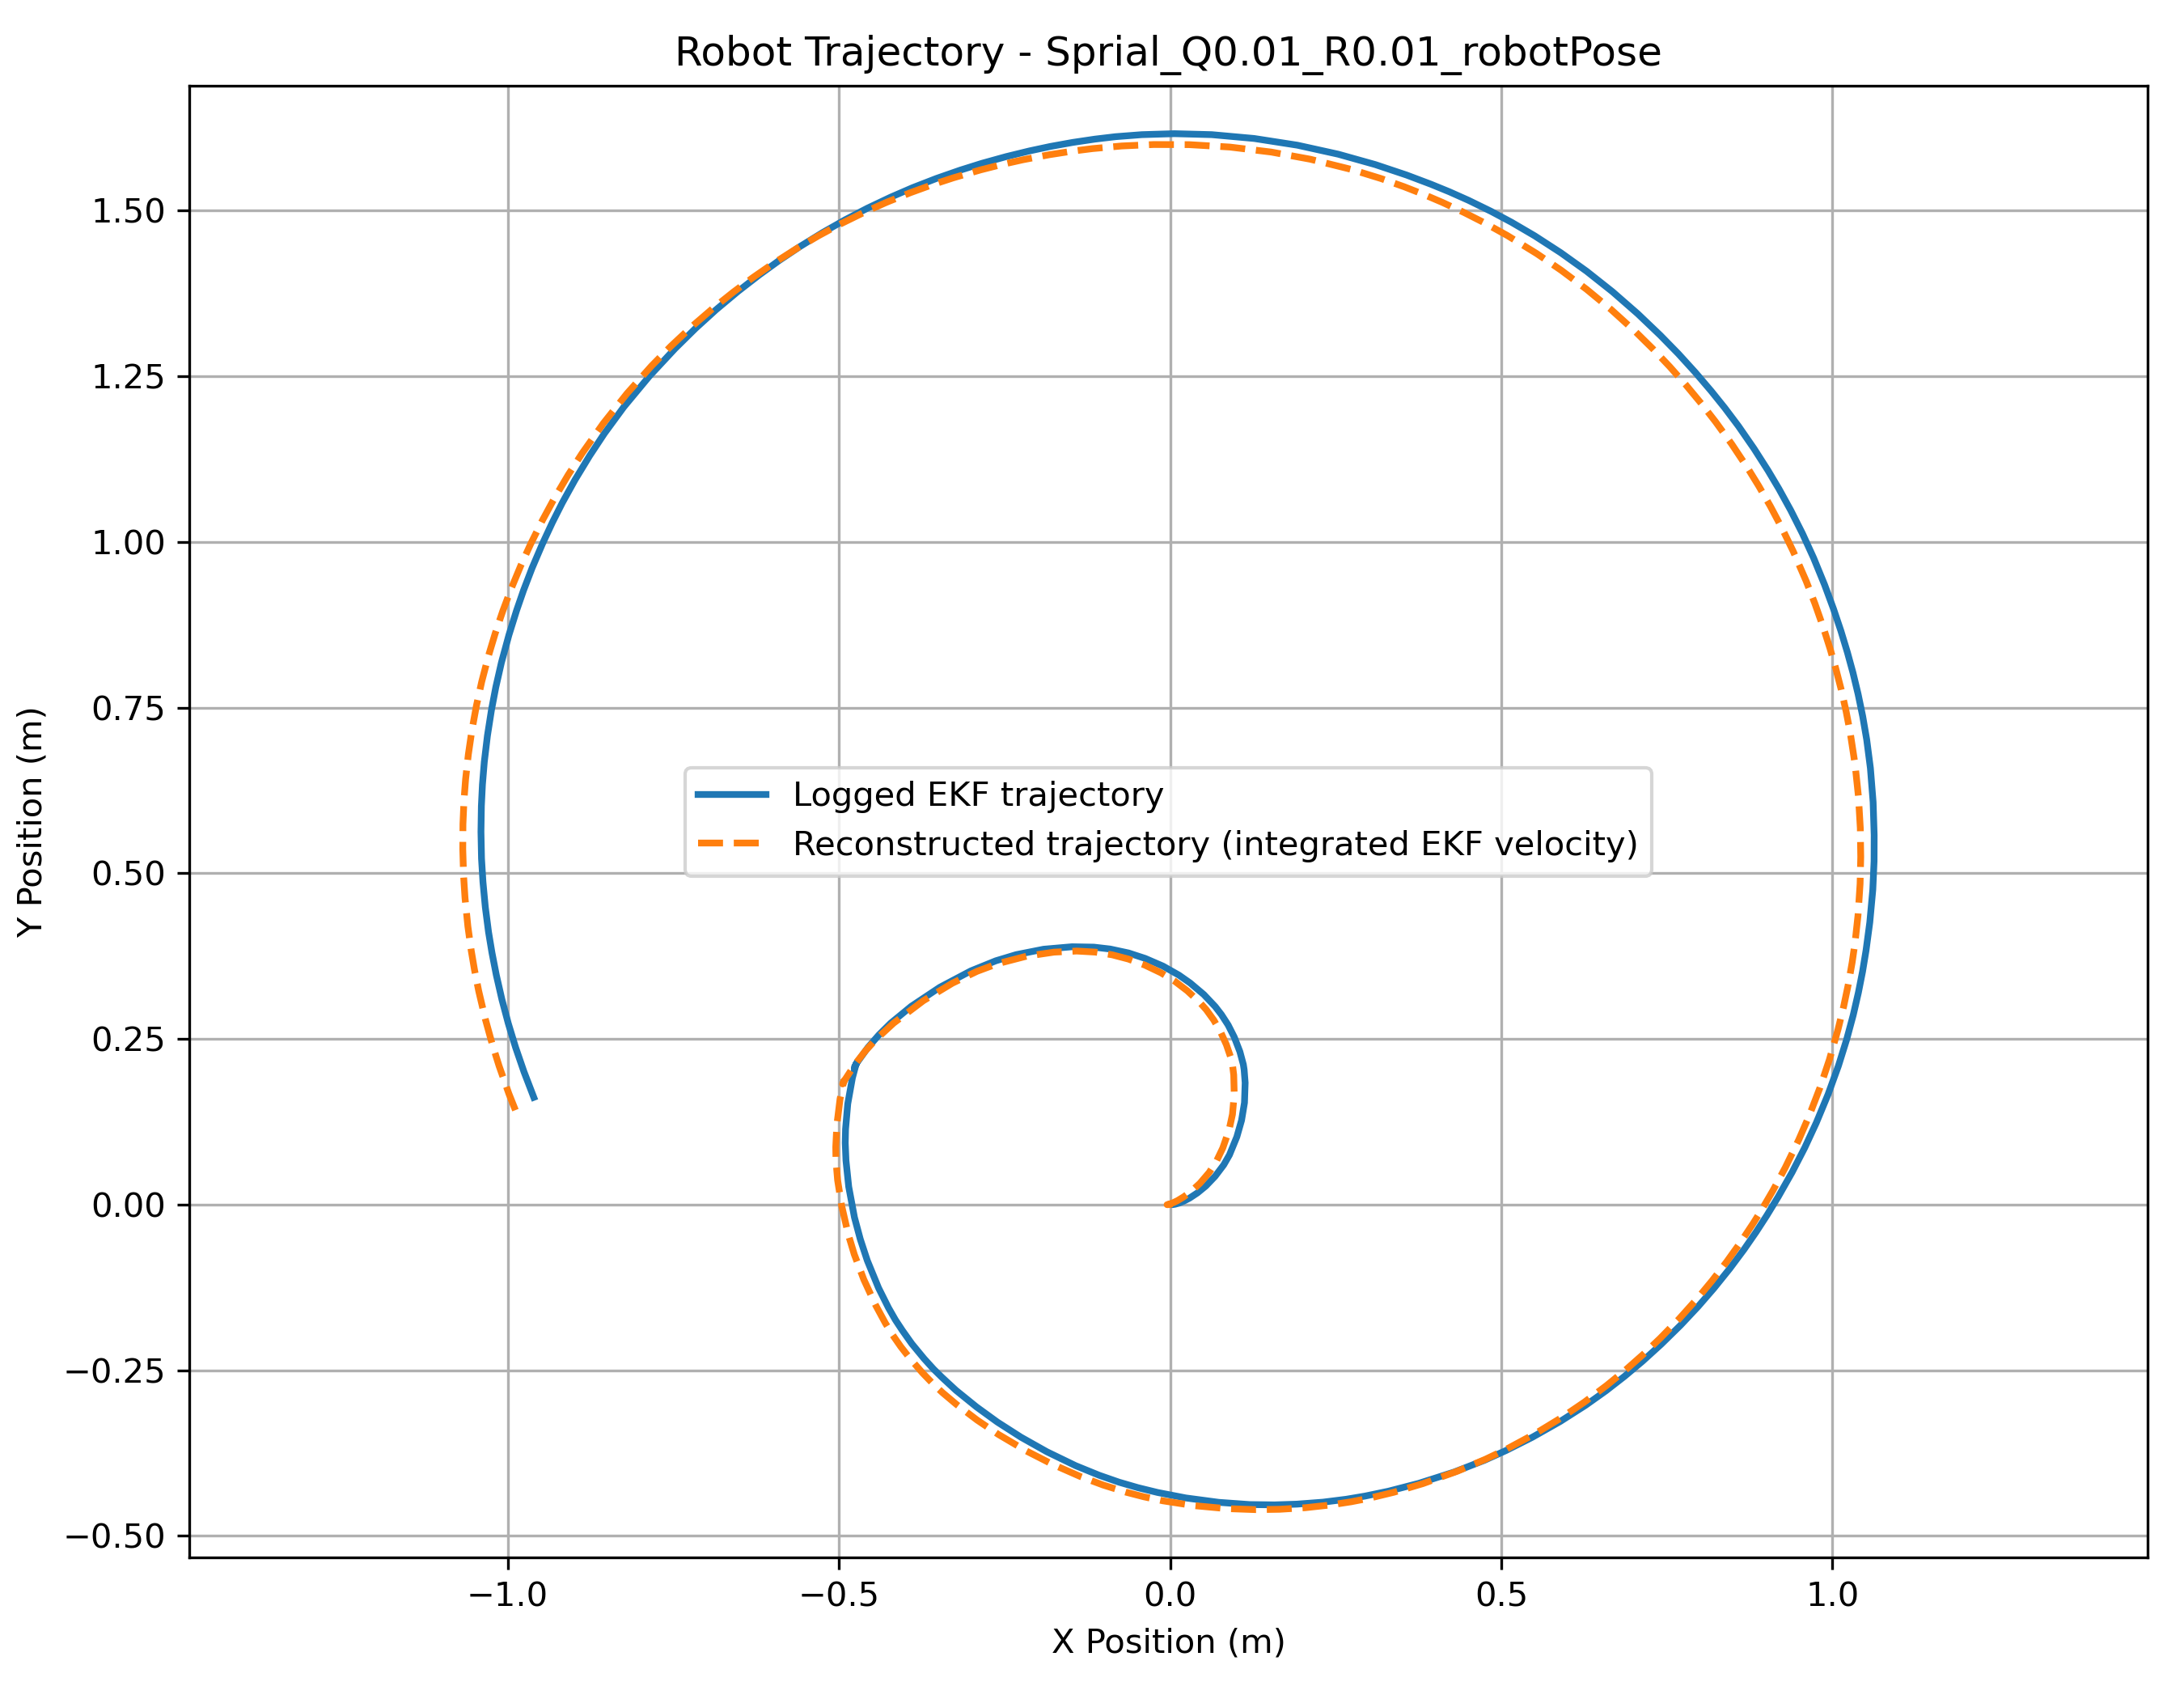 Robot Trajectory - Sprial_Q0.01_R0.01_robotPose
Y Position (m)
1.50
1.25
1.00
0.75
0.50
0.25
0.00
−0.25
−0.50
Logged EKF trajectory
Reconstructed trajectory (integrated EKF velocity)
−1.0
−0.5
0.0
0.5
1.0
X Position (m)